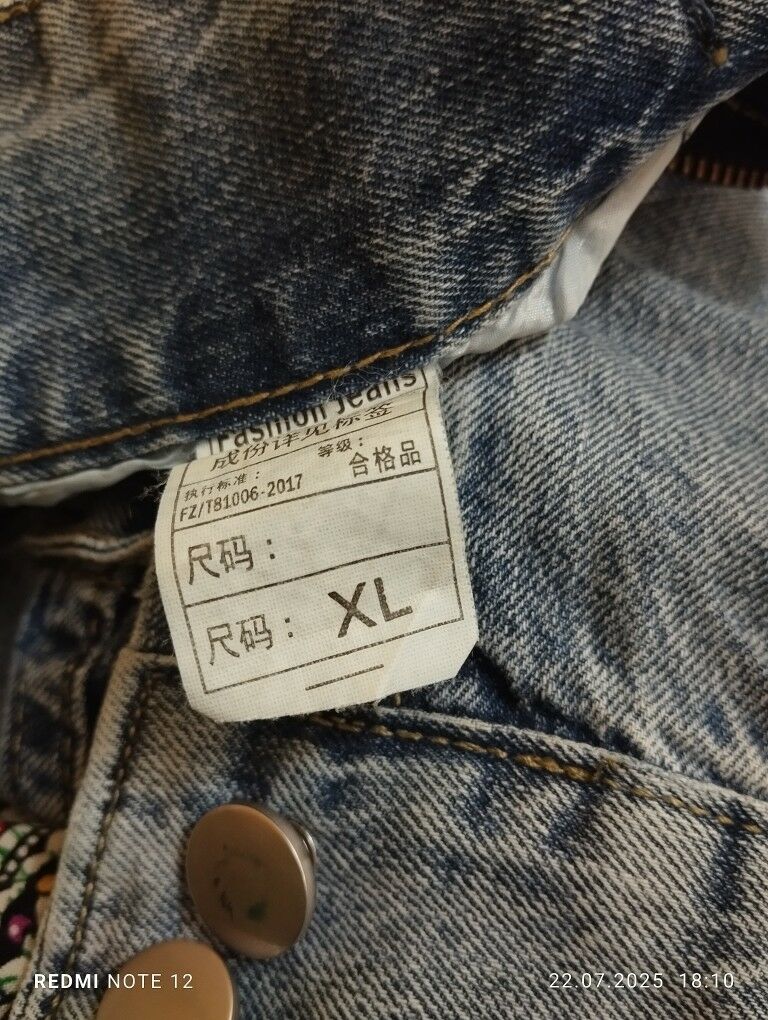 Fashion jeans
成份详见标签
执行标准： 等级：
FZ/T81006-2017 合格品
尺码：
尺码： XL
REDMI NOTE 12
22.07.2025 18:10